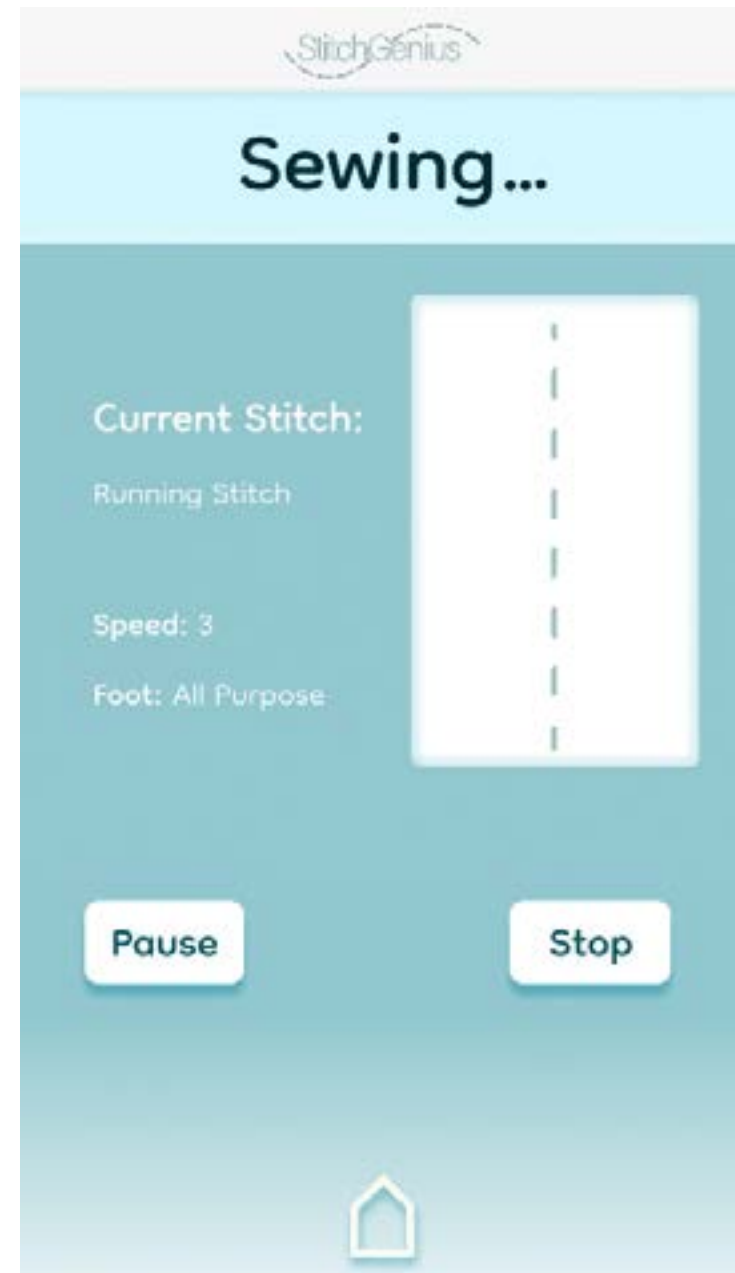 StitchGenius
Sewing...
Current Stitch:
Running Stitch
Speed: 3
Foot: All Purpose
Pause
Stop